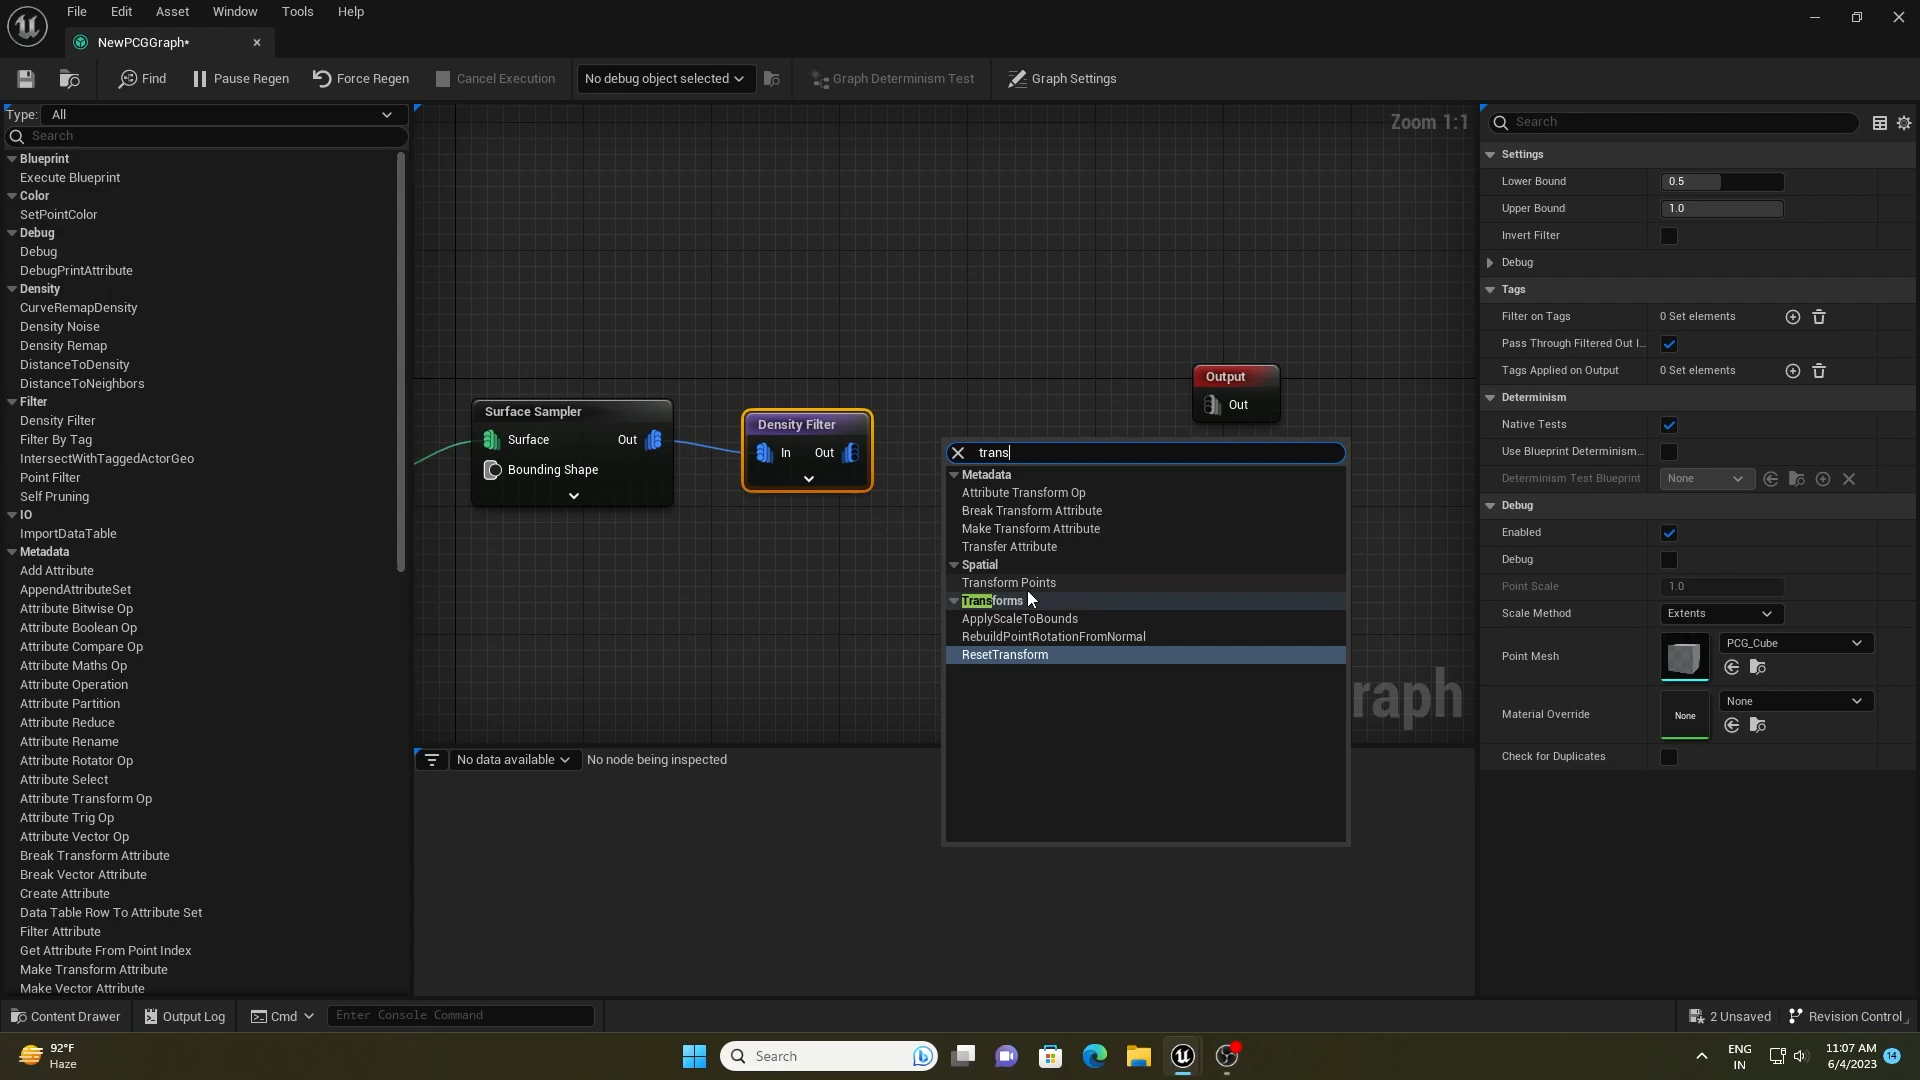 File Edit Asset Window Tools Help
NewPCGGraph*
Find Pause Regen Force Regen Cancel Execution No debug object selected Graph Determinism Test Graph Settings
Type: All
Search
Blueprint
Execute Blueprint
Color
SetPointColor
Debug
Debug
DebugPrintAttribute
Density
CurveRemapDensity
Density Noise
Density Remap
DistanceToDensity
DistanceToNeighbors
Filter
Density Filter
Filter By Tag
IntersectWithTaggedActorGeo
Point Filter
Self Pruning
IO
ImportDataTable
Metadata
Add Attribute
AppendAttributeSet
Attribute Bitwise Op
Attribute Boolean Op
Attribute Compare Op
Attribute Maths Op
Attribute Operation
Attribute Partition
Attribute Reduce
Attribute Rename
Attribute Rotator Op
Attribute Select
Attribute Transform Op
Attribute Trig Op
Attribute Vector Op
Break Transform Attribute
Break Vector Attribute
Create Attribute
Data Table Row To Attribute Set
Filter Attribute
Get Attribute From Point Index
Make Transform Attribute
Make Vector Attribute
Zoom 1:1
Surface Sampler
Surface Out
Bounding Shape
Density Filter
In Out
Output
Out
trans
Metadata
Attribute Transform Op
Break Transform Attribute
Make Transform Attribute
Transfer Attribute
Spatial
Transform Points
Transforms
ApplyScaleToBounds
RebuildPointRotationFromNormal
ResetTransform
raph
No data available No node being inspected
Search
Settings
Lower Bound 0.5
Upper Bound 1.0
Invert Filter
Debug
Tags
Filter on Tags 0 Set elements
Pass Through Filtered Out I...
Tags Applied on Output 0 Set elements
Determinism
Native Tests
Use Blueprint Determinism...
Determinism Test Blueprint None
Debug
Enabled
Debug
Point Scale 1.0
Scale Method Extents
Point Mesh PCG_Cube
Material Override None None
Check for Duplicates
Content Drawer Output Log Cmd Enter Console Command 2 Unsaved Revision Control
92°F
Haze
Search
ENG
IN
11:07 AM
6/4/2023
14